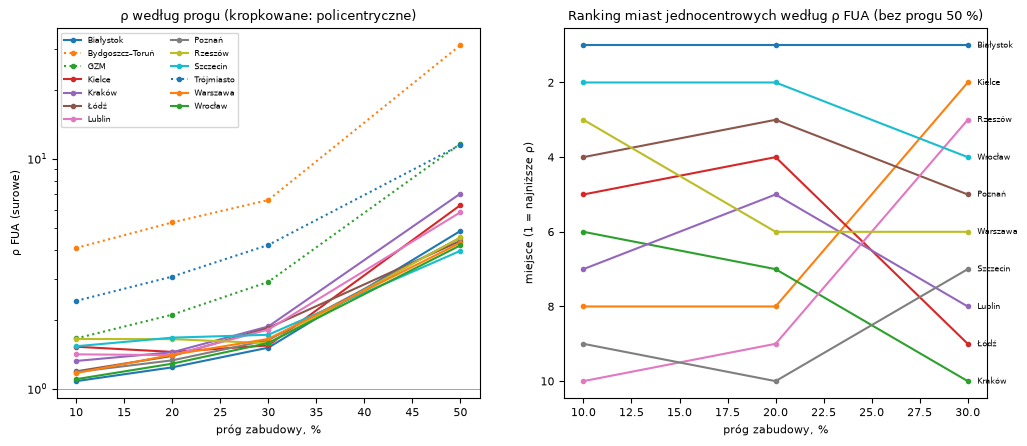 ρ według progu (kropkowane: policentryczne)
Białystok
Bydgoszcz–Toruń
GZM
Kielce
Kraków
Łódź
Lublin
Poznań
Rzeszów
Szczecin
Trójmiasto
Warszawa
Wrocław
10¹
10⁰
ρ FUA (surowe)
10 15 20 25 30 35 40 45 50
próg zabudowy, %
Ranking miast jednocentrowych według ρ FUA (bez progu 50 %)
2
4
6
8
10
miejsce (1 = najniższe ρ)
Białystok
Kielce
Rzeszów
Wrocław
Poznań
Warszawa
Szczecin
Lublin
Łódź
Kraków
10.0 12.5 15.0 17.5 20.0 22.5 25.0 27.5 30.0
próg zabudowy, %